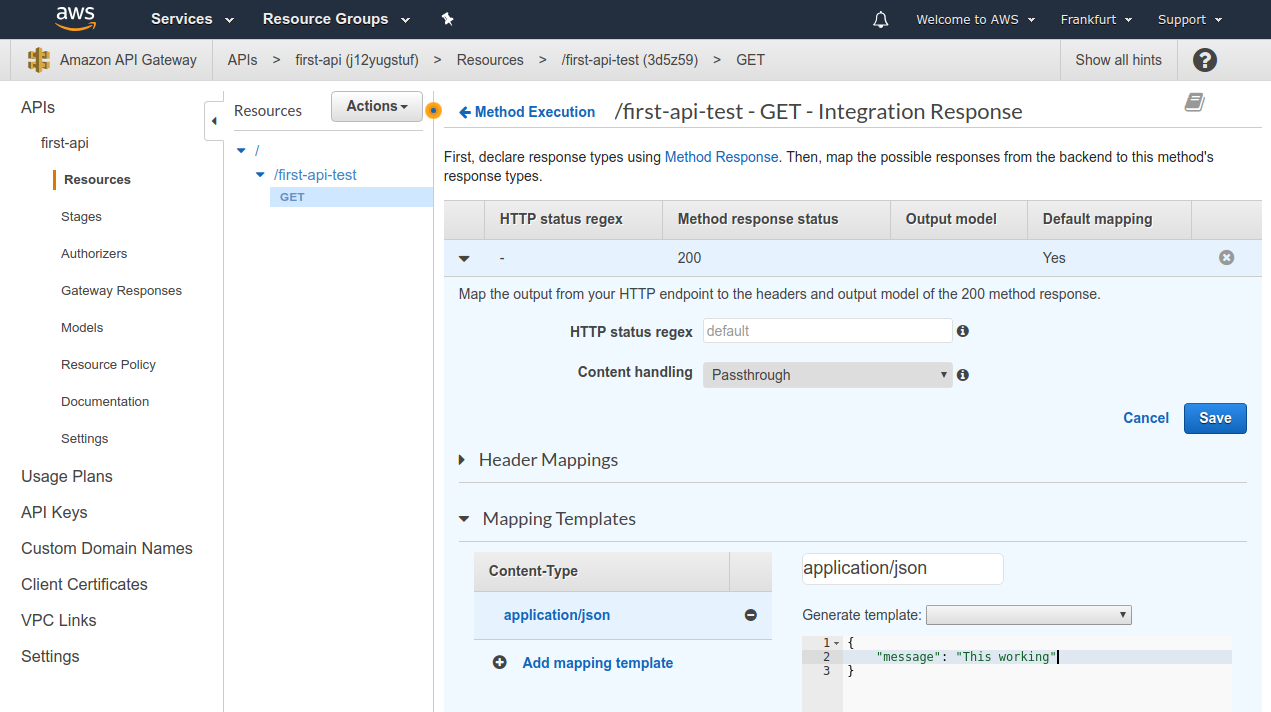 aws Services Resource Groups Welcome to AWS Frankfurt Support
Amazon API Gateway APIs > first-api (j12yugstuf) > Resources > /first-api-test (3d5z59) > GET Show all hints ?
APIs
first-api
Resources
Stages
Authorizers
Gateway Responses
Models
Resource Policy
Documentation
Settings
Usage Plans
API Keys
Custom Domain Names
Client Certificates
VPC Links
Settings
Resources Actions
/
/first-api-test
GET
Method Execution /first-api-test - GET - Integration Response
First, declare response types using Method Response. Then, map the possible responses from the backend to this method's
response types.
HTTP status regex Method response status Output model Default mapping
- 200 Yes
Map the output from your HTTP endpoint to the headers and output model of the 200 method response.
HTTP status regex default
Content handling Passthrough
Cancel Save
Header Mappings
Mapping Templates
Content-Type
application/json
Add mapping template
application/json
Generate template:
1 {
2 "message": "This working"
3 }